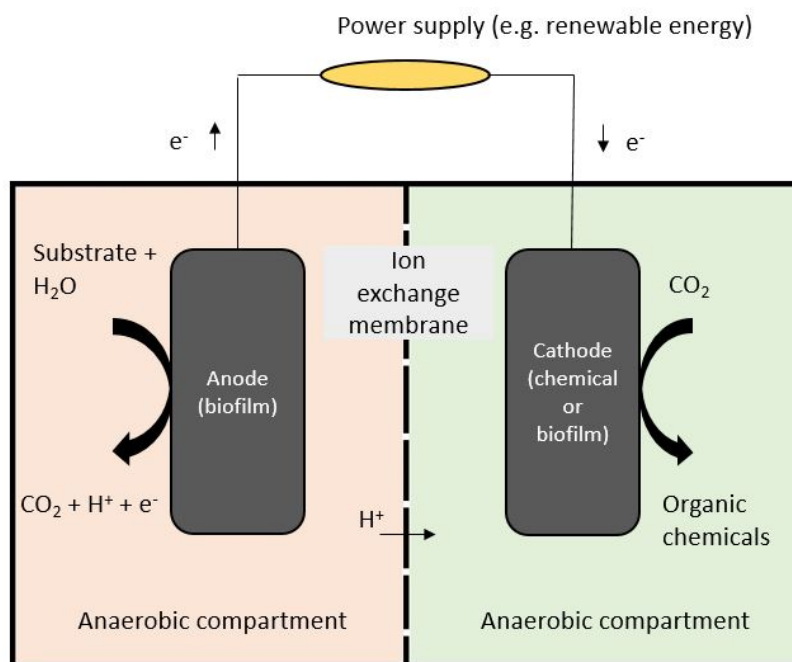 Power supply (e.g. renewable energy)
e⁻
e⁻
Substrate +
H₂O
Anode
(biofilm)
CO₂ + H⁺ + e⁻
Ion
exchange
membrane
H⁺
Cathode
(chemical
or
biofilm)
CO₂
Organic
chemicals
Anaerobic compartment
Anaerobic compartment